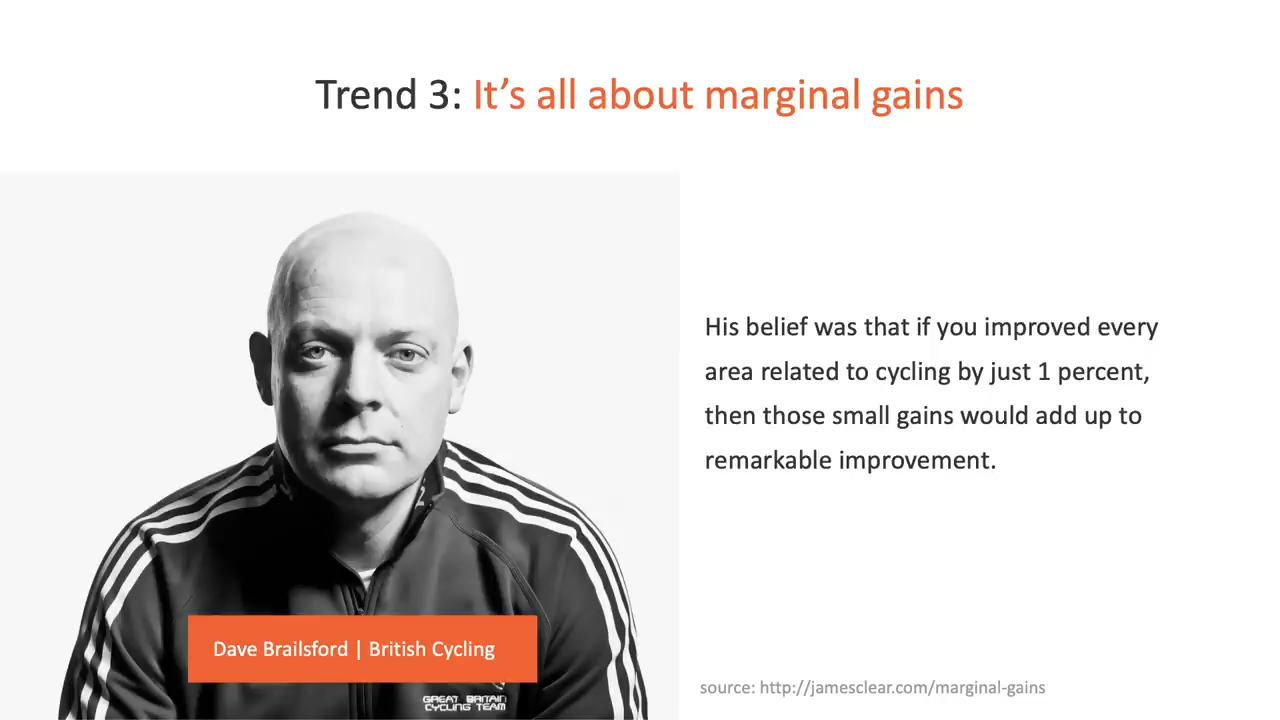 Trend 3: It’s all about marginal gains
His belief was that if you improved every
area related to cycling by just 1 percent,
then those small gains would add up to
remarkable improvement.
Dave Brailsford | British Cycling
GREAT BRITAIN
CYCLING TEAM
source: http://jamesclear.com/marginal-gains